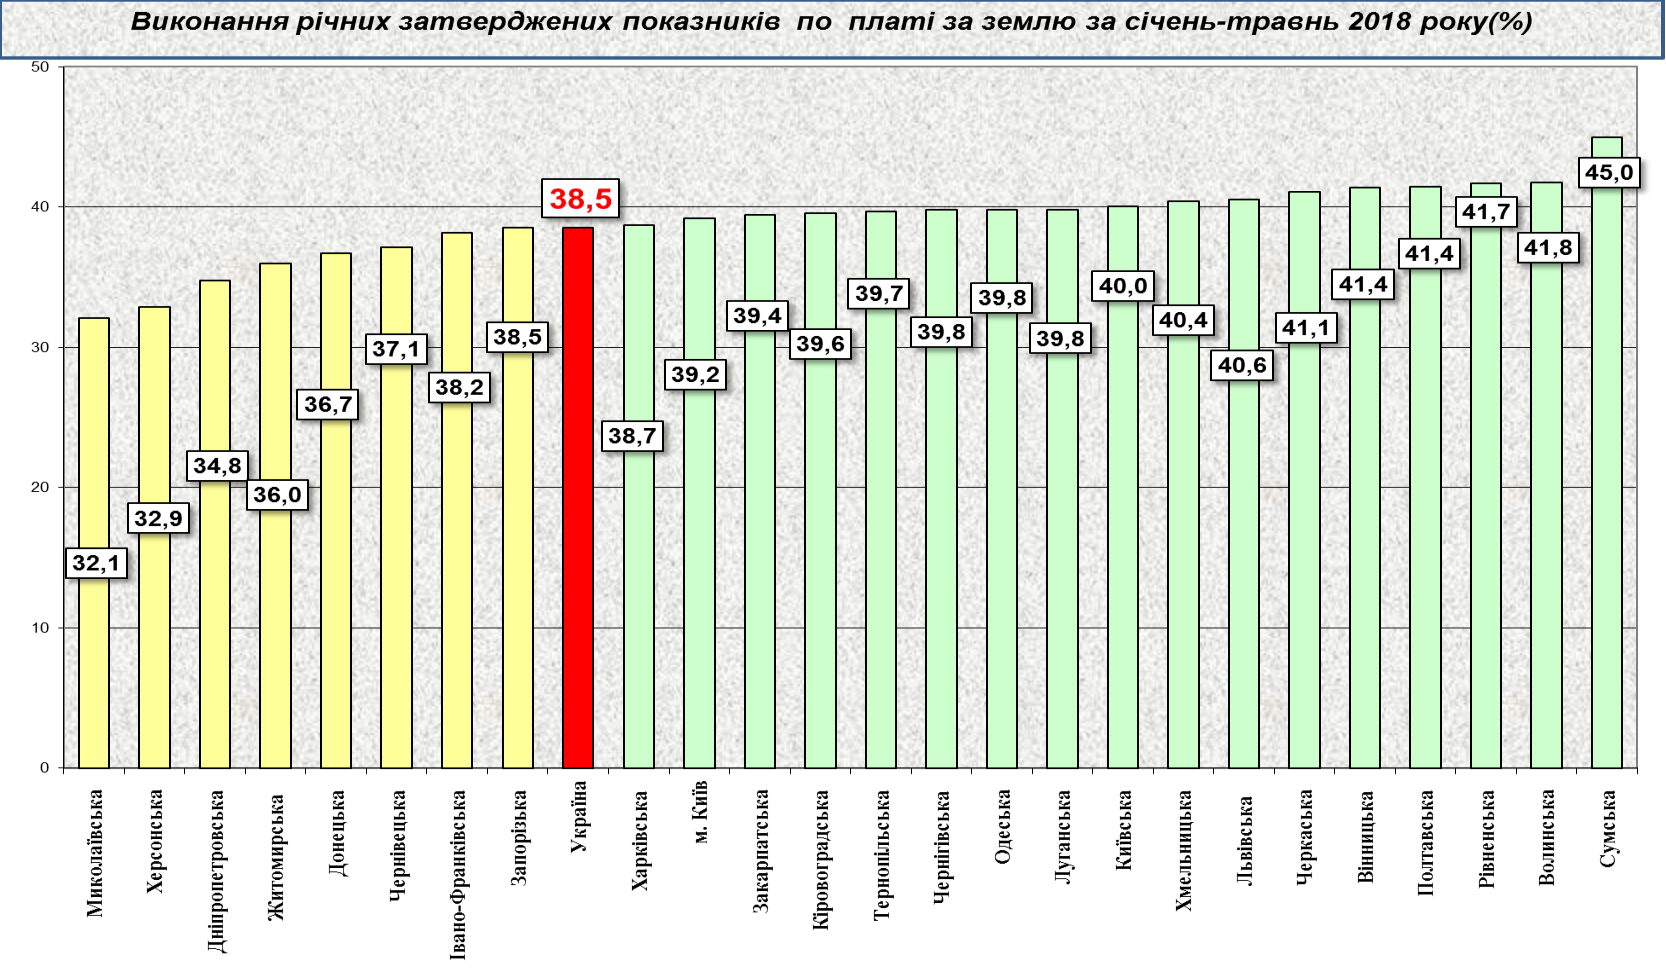 Виконання річних затверджених показників по платі за землю за січень-травнь 2018 року(%)
50
40
30
20
10
0
32,1
32,9
34,8
36,0
36,7
37,1
38,2
38,5
38,5
38,7
39,2
39,4
39,6
39,7
39,8
39,8
39,8
40,0
40,4
40,6
41,1
41,4
41,4
41,7
41,8
45,0
Миколаївська
Херсонська
Дніпропетровська
Житомирська
Донецька
Чернівецька
Івано-Франківська
Запорізька
Україна
Харківська
м. Київ
Закарпатська
Кіровоградська
Тернопільська
Чернігівська
Одеська
Луганська
Київська
Хмельницька
Львівська
Черкаська
Вінницька
Полтавська
Рівненська
Волинська
Сумська